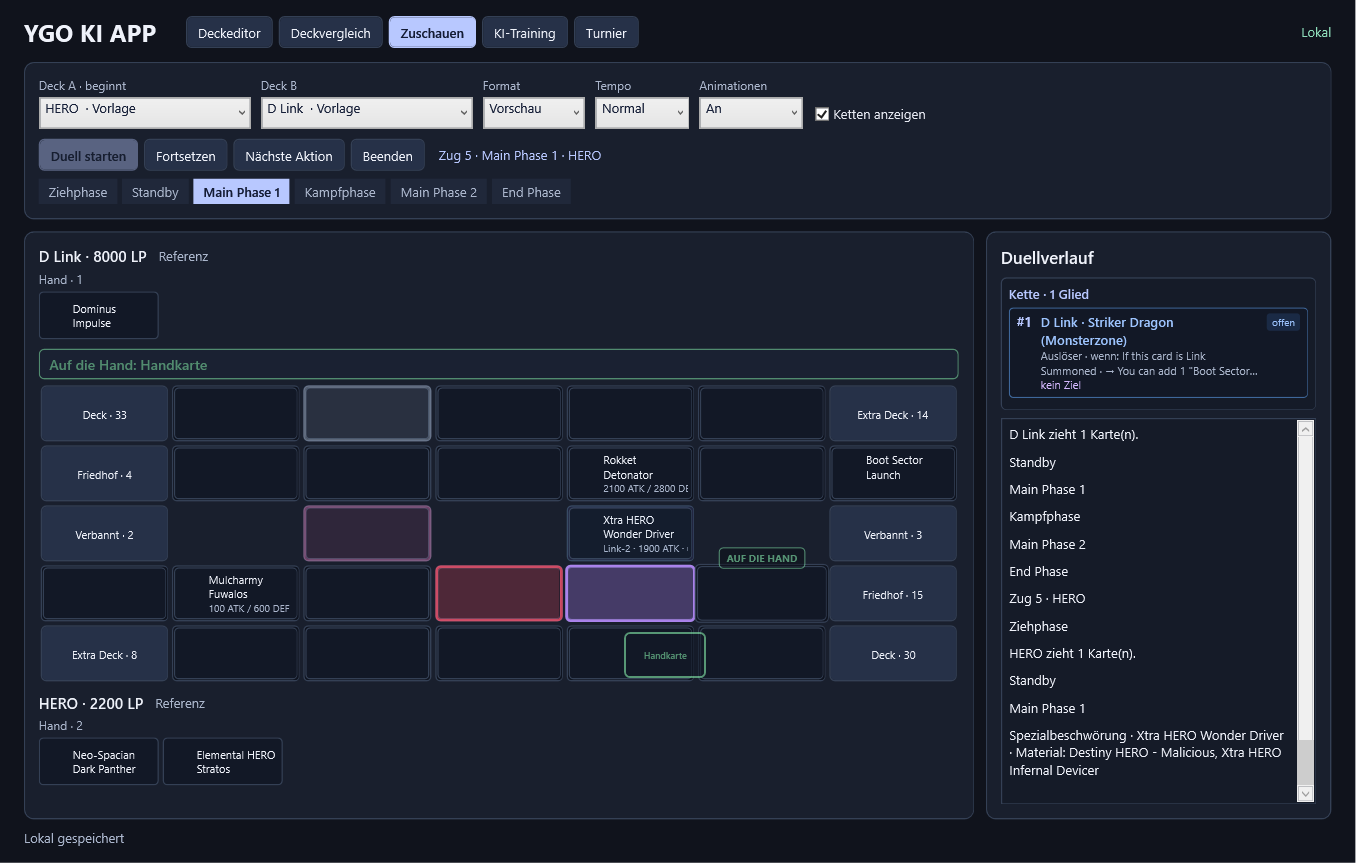 YGO KI APP
Deckeditor
Deckvergleich
Zuschauen
KI-Training
Turnier
Lokal
Deck A · beginnt
Deck B
Format
Tempo
Animationen
HERO · Vorlage
D Link · Vorlage
Vorschau
Normal
An
Ketten anzeigen
Duell starten
Fortsetzen
Nächste Aktion
Beenden
Zug 5 · Main Phase 1 · HERO
Ziehphase
Standby
Main Phase 1
Kampfphase
Main Phase 2
End Phase
D Link · 8000 LP
Referenz
Hand · 1
Dominus
Impulse
Auf die Hand: Handkarte
Deck · 33
Extra Deck · 14
Friedhof · 4
Rokket
Detonator
2100 ATK / 2800 DE
Boot Sector
Launch
Verbannt · 2
Xtra HERO
Wonder Driver
Link-2 · 1900 ATK ·
Verbannt · 3
AUF DIE HAND
Mulcharmy
Fuwalos
100 ATK / 600 DEF
Friedhof · 15
Extra Deck · 8
Handkarte
Deck · 30
HERO · 2200 LP
Referenz
Hand · 2
Neo-Spacian
Dark Panther
Elemental HERO
Stratos
Duellverlauf
Kette · 1 Glied
#1 D Link · Striker Dragon
(Monsterzone)
offen
Auslöser · wenn: If this card is Link
Summoned · → You can add 1 "Boot Sector...
kein Ziel
D Link zieht 1 Karte(n).
Standby
Main Phase 1
Kampfphase
Main Phase 2
End Phase
Zug 5 · HERO
Ziehphase
HERO zieht 1 Karte(n).
Standby
Main Phase 1
Spezialbeschwörung · Xtra HERO Wonder Driver
· Material: Destiny HERO - Malicious, Xtra HERO
Infernal Devicer
Lokal gespeichert